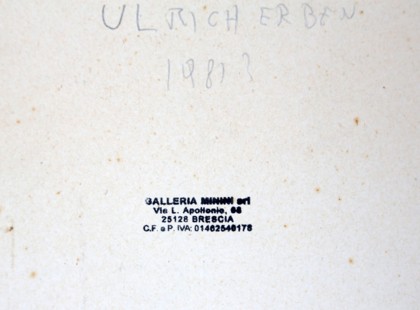 ULRICH ERBEN
1981?
GALLERIA MININI srl
Via L. Apollonio, 68
25128 BRESCIA
C.F. e P. IVA: 01462540178